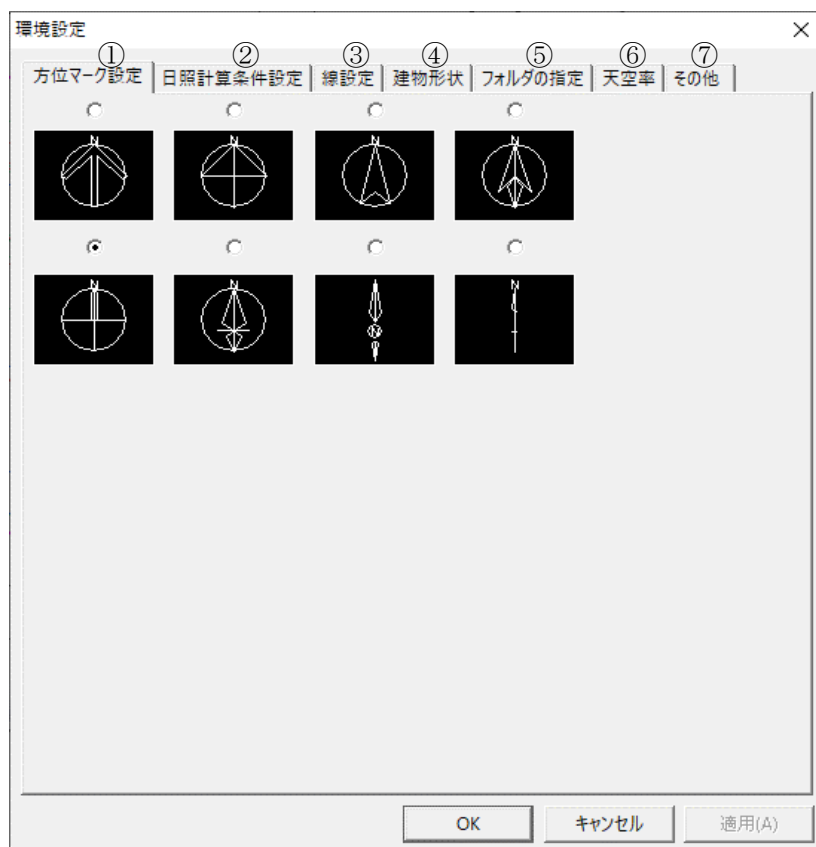 環境設定
① ② ③ ④ ⑤ ⑥ ⑦
方位マーク設定 日照計算条件設定 線設定 建物形状 フォルダの指定 天空率 その他
N N N N
N N N N
OK キャンセル 適用(A)